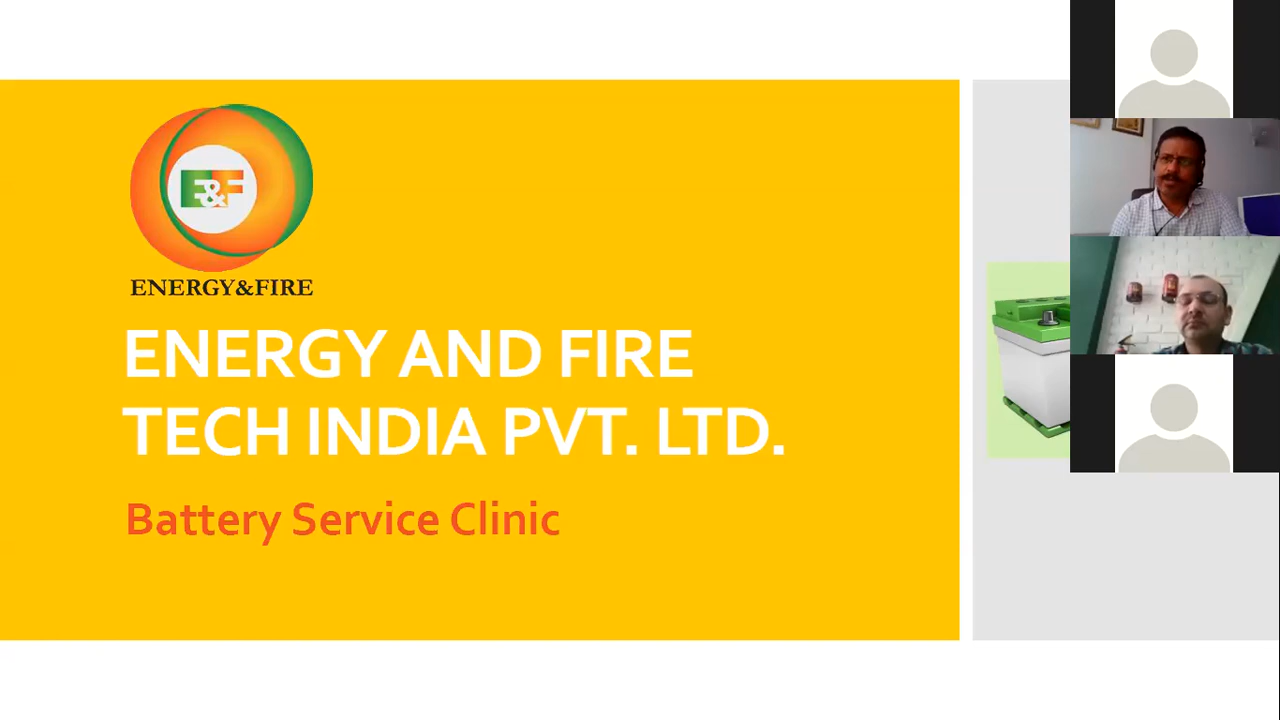 E&F
ENERGY&FIRE
ENERGY AND FIRE
TECH INDIA PVT. LTD.
Battery Service Clinic